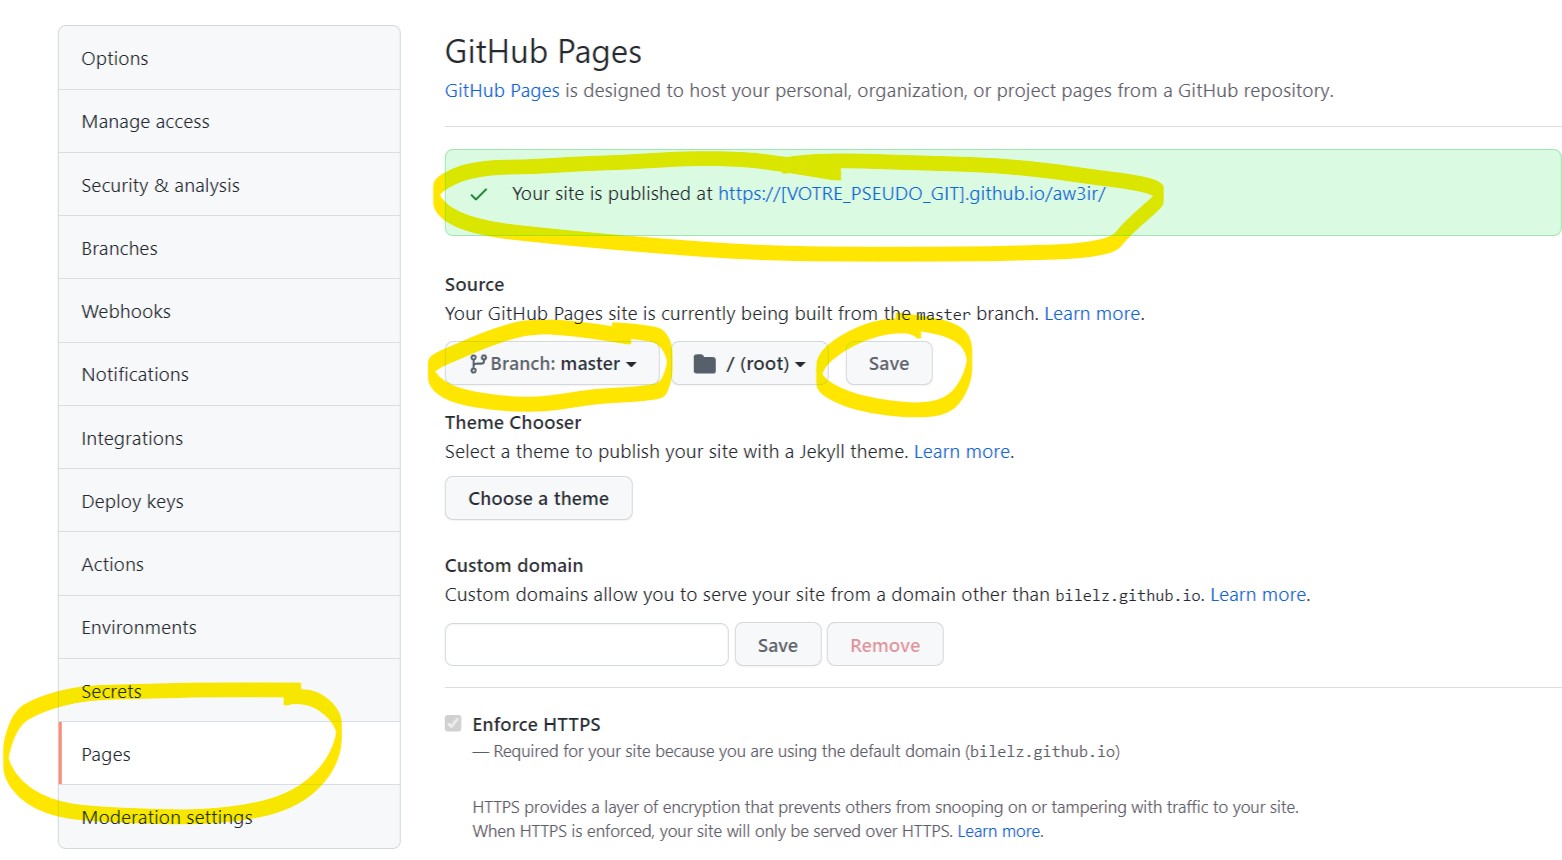 Options
Manage access
Security & analysis
Branches
Webhooks
Notifications
Integrations
Deploy keys
Actions
Environments
Secrets
Pages
Moderation settings
GitHub Pages
GitHub Pages is designed to host your personal, organization, or project pages from a GitHub repository.
Your site is published at https://[VOTRE_PSEUDO_GIT].github.io/aw3ir/
Source
Your GitHub Pages site is currently being built from the master branch. Learn more.
Branch: master
/ (root)
Save
Theme Chooser
Select a theme to publish your site with a Jekyll theme. Learn more.
Choose a theme
Custom domain
Custom domains allow you to serve your site from a domain other than bilelz.github.io. Learn more.
Save
Remove
Enforce HTTPS
— Required for your site because you are using the default domain (bilelz.github.io)
HTTPS provides a layer of encryption that prevents others from snooping on or tampering with traffic to your site.
When HTTPS is enforced, your site will only be served over HTTPS. Learn more.